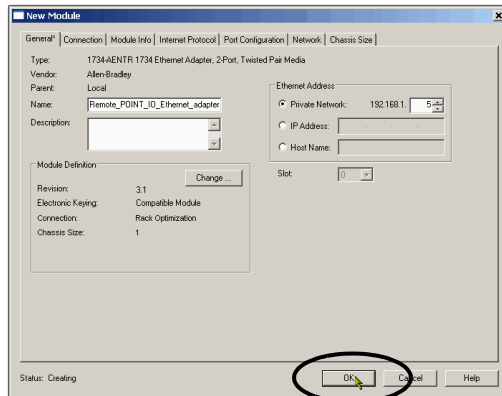 New Module
General* Connection Module Info Internet Protocol Port Configuration Network Chassis Size
Type: 1734-AENTR 1734 Ethernet Adapter, 2-Port, Twisted Pair Media
Vendor: Allen-Bradley
Parent: Local
Name: Remote_POINT_IO_Ethernet_adapter
Description:
Ethernet Address
Private Network: 192.168.1. 5
IP Address:
Host Name:
Slot: 0
Module Definition
Change ...
Revision: 3.1
Electronic Keying: Compatible Module
Connection: Rack Optimization
Chassis Size: 1
Status: Creating
OK Cancel Help